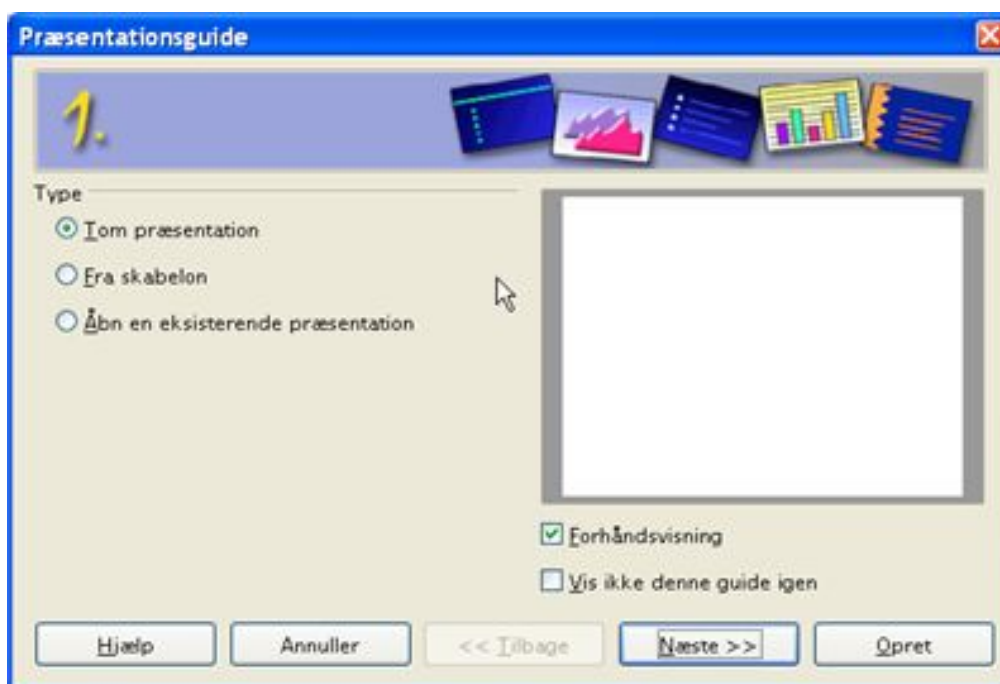 Præsentationsguide
1.
Type
Tom præsentation
Fra skabelon
Åbn en eksisterende præsentation
Forhåndsvisning
Vis ikke denne guide igen
Hjælp
Annuller
<< Tilbage
Næste >>
Opret